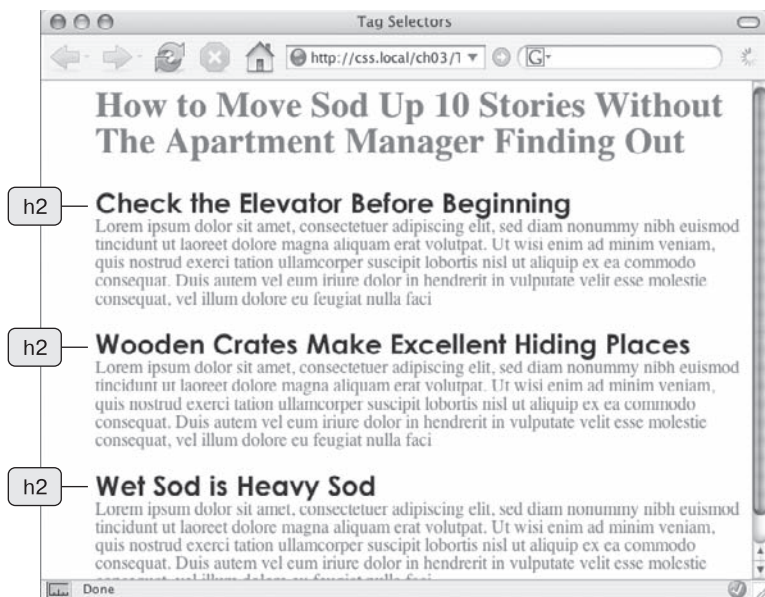 Tag Selectors
http://css.local/ch03/T
G
How to Move Sod Up 10 Stories Without
The Apartment Manager Finding Out
h2
Check the Elevator Before Beginning
Lorem ipsum dolor sit amet, consectetuer adipiscing elit, sed diam nonummy nibh euismod
tincidunt ut laoreet dolore magna aliquam erat volutpat. Ut wisi enim ad minim veniam,
quis nostrud exerci tation ullamcorper suscipit lobortis nisl ut aliquip ex ea commodo
consequat. Duis autem vel eum iriure dolor in hendrerit in vulputate velit esse molestie
consequat, vel illum dolore eu feugiat nulla faci
h2
Wooden Crates Make Excellent Hiding Places
Lorem ipsum dolor sit amet, consectetuer adipiscing elit, sed diam nonummy nibh euismod
tincidunt ut laoreet dolore magna aliquam erat volutpat. Ut wisi enim ad minim veniam,
quis nostrud exerci tation ullamcorper suscipit lobortis nisl ut aliquip ex ea commodo
consequat. Duis autem vel eum iriure dolor in hendrerit in vulputate velit esse molestie
consequat, vel illum dolore eu feugiat nulla faci
h2
Wet Sod is Heavy Sod
Lorem ipsum dolor sit amet, consectetuer adipiscing elit, sed diam nonummy nibh euismod
tincidunt ut laoreet dolore magna aliquam erat volutpat. Ut wisi enim ad minim veniam,
quis nostrud exerci tation ullamcorper suscipit lobortis nisl ut aliquip ex ea commodo
consequat. Duis autem vel eum iriure dolor in hendrerit in vulputate velit esse molestie
Done